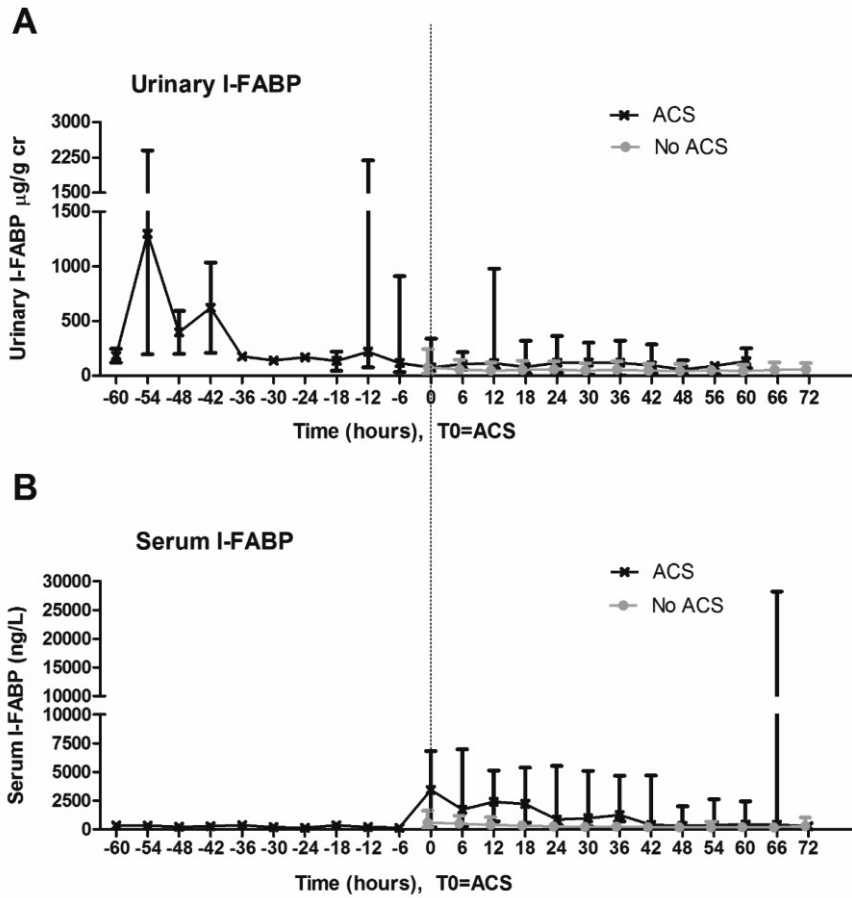 A
Urinary I-FABP
ACS
No ACS
Urinary I-FABP μg/g cr
3000
2250
1500
1500
1000
500
0
-60 -54 -48 -42 -36 -30 -24 -18 -12 -6 0 6 12 18 24 30 36 42 48 56 60 66 72
Time (hours), T0=ACS
B
Serum I-FABP
ACS
No ACS
Serum I-FABP (ng/L)
30000
25000
20000
15000
10000
10000
7500
5000
2500
0
-60 -54 -48 -42 -36 -30 -24 -18 -12 -6 0 6 12 18 24 30 36 42 48 54 60 66 72
Time (hours), T0=ACS